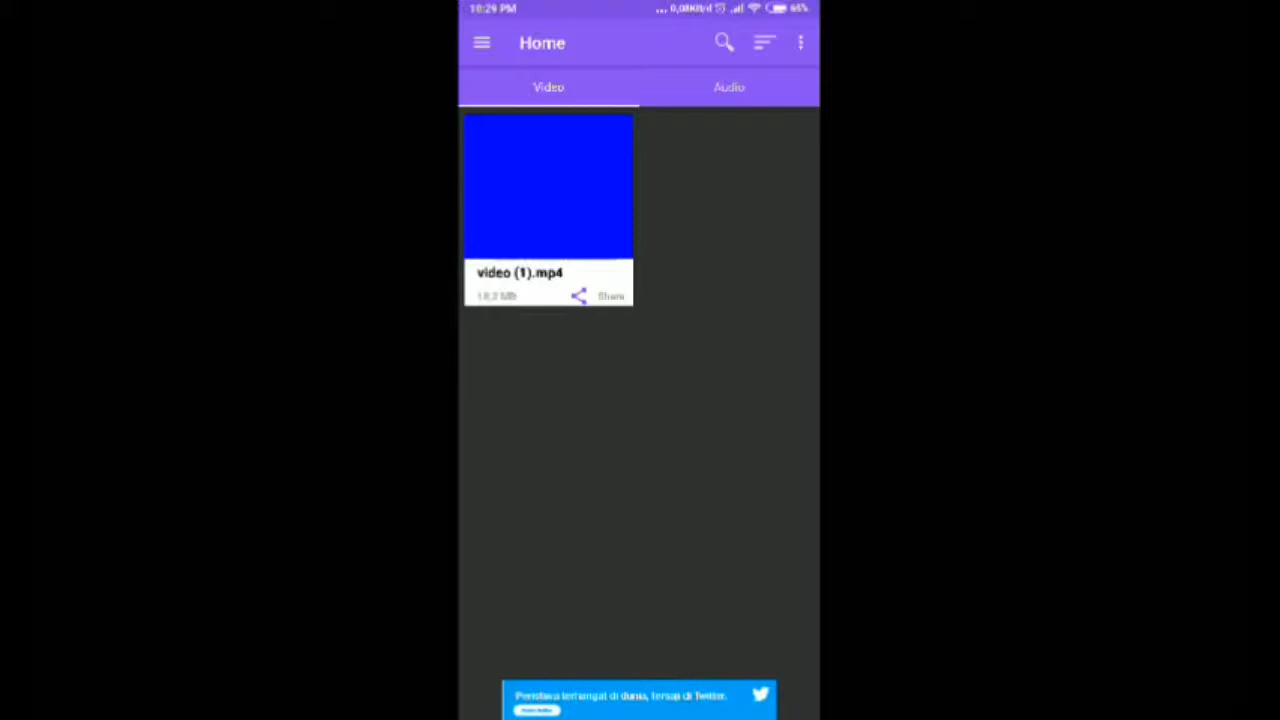 10:29 PM
Home
Video
Audio
video (1).mp4
Share
Peristiwa terhangat di dunia, tersaji di Twitter.